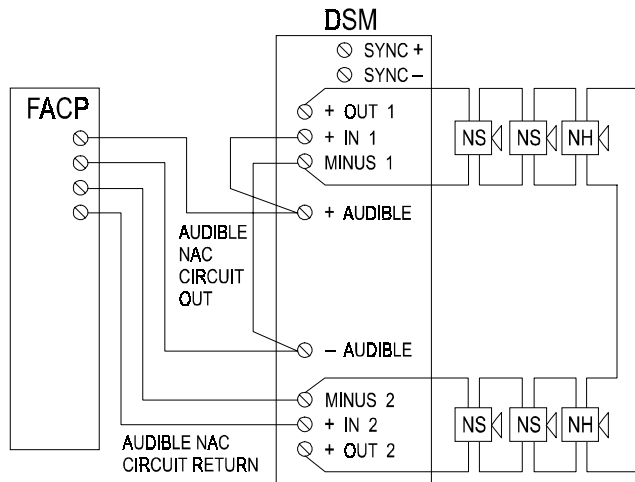 DSM
SYNC +
SYNC –
FACP
+ OUT 1
+ IN 1
MINUS 1
NS
NS
NH
+ AUDIBLE
AUDIBLE
NAC
CIRCUIT
OUT
– AUDIBLE
MINUS 2
+ IN 2
+ OUT 2
NS
NS
NH
AUDIBLE NAC
CIRCUIT RETURN